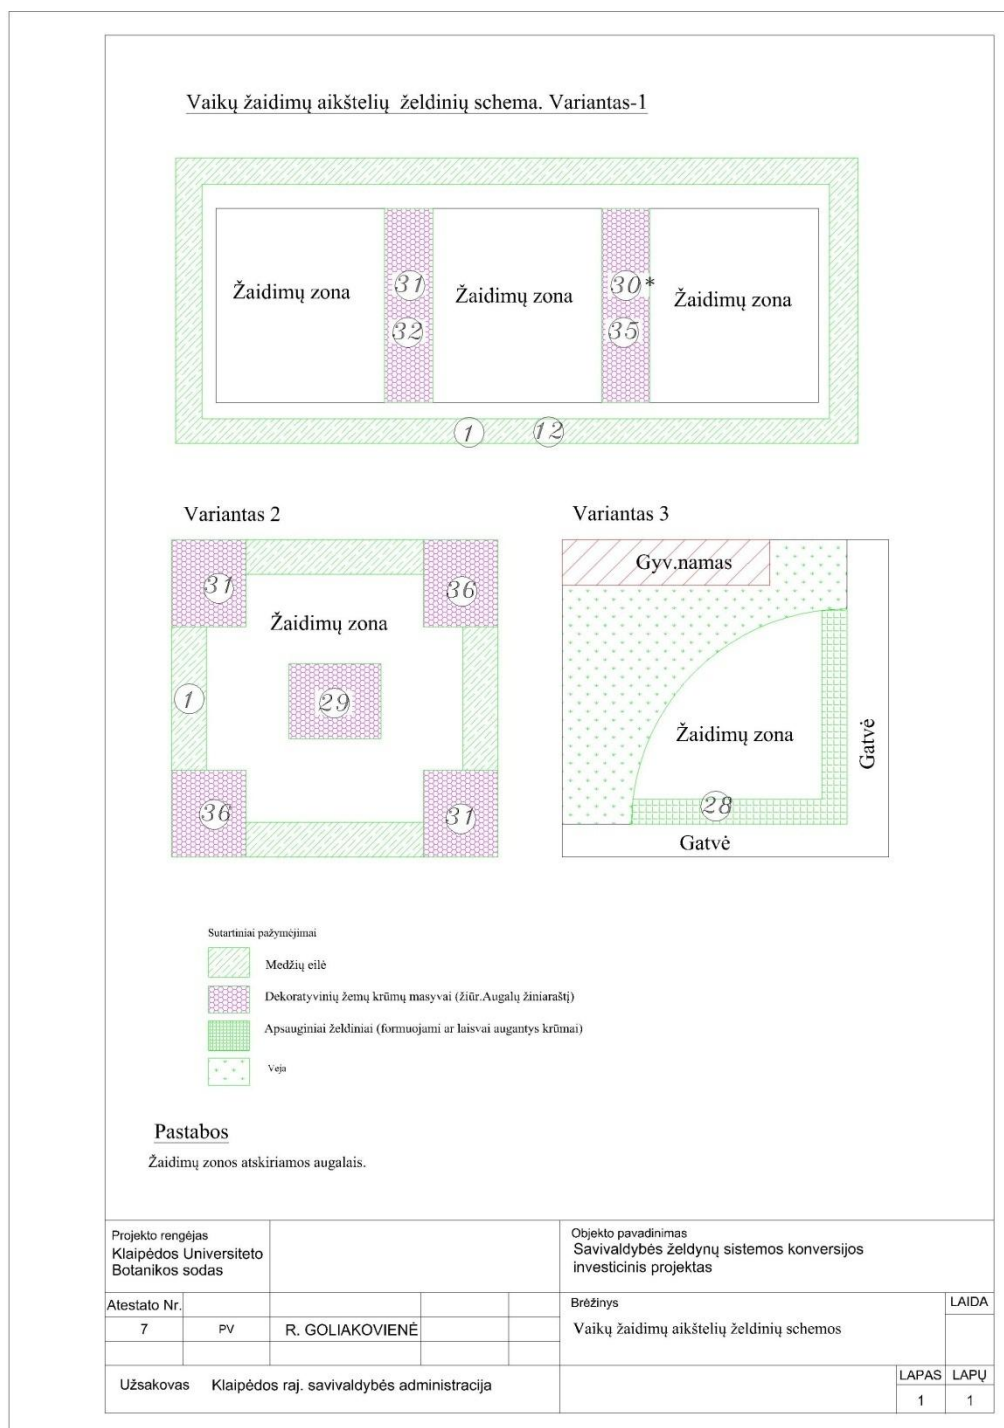 Vaikų žaidimų aikštelių želdinių schema. Variantas-1
Žaidimų zona
31
32
Žaidimų zona
30*
35
Žaidimų zona
1
12
Variantas 2
31
36
Žaidimų zona
1
29
36
31
Variantas 3
Gyv.namas
Žaidimų zona
Gatvė
28
Gatvė
Sutartiniai pažymėjimai
Medžių eilė
Dekoratyvinių žemų krūmų masyvai (žiūr.Augalų žiniaraštį)
Apsauginiai želdiniai (formuojami ar laisvai augantys krūmai)
Veja
Pastabos
Žaidimų zonos atskiriamos augalais.
Projekto rengėjas
Klaipėdos Universiteto
Botanikos sodas
Objekto pavadinimas
Savivaldybės želdynų sistemos konversijos
investicinis projektas
Atestato Nr.
7 PV R. GOLIAKOVIENĖ
Brėžinys
Vaikų žaidimų aikštelių želdinių schemos
LAIDA
Užsakovas Klaipėdos raj. savivaldybės administracija
LAPAS LAPŲ
1 1